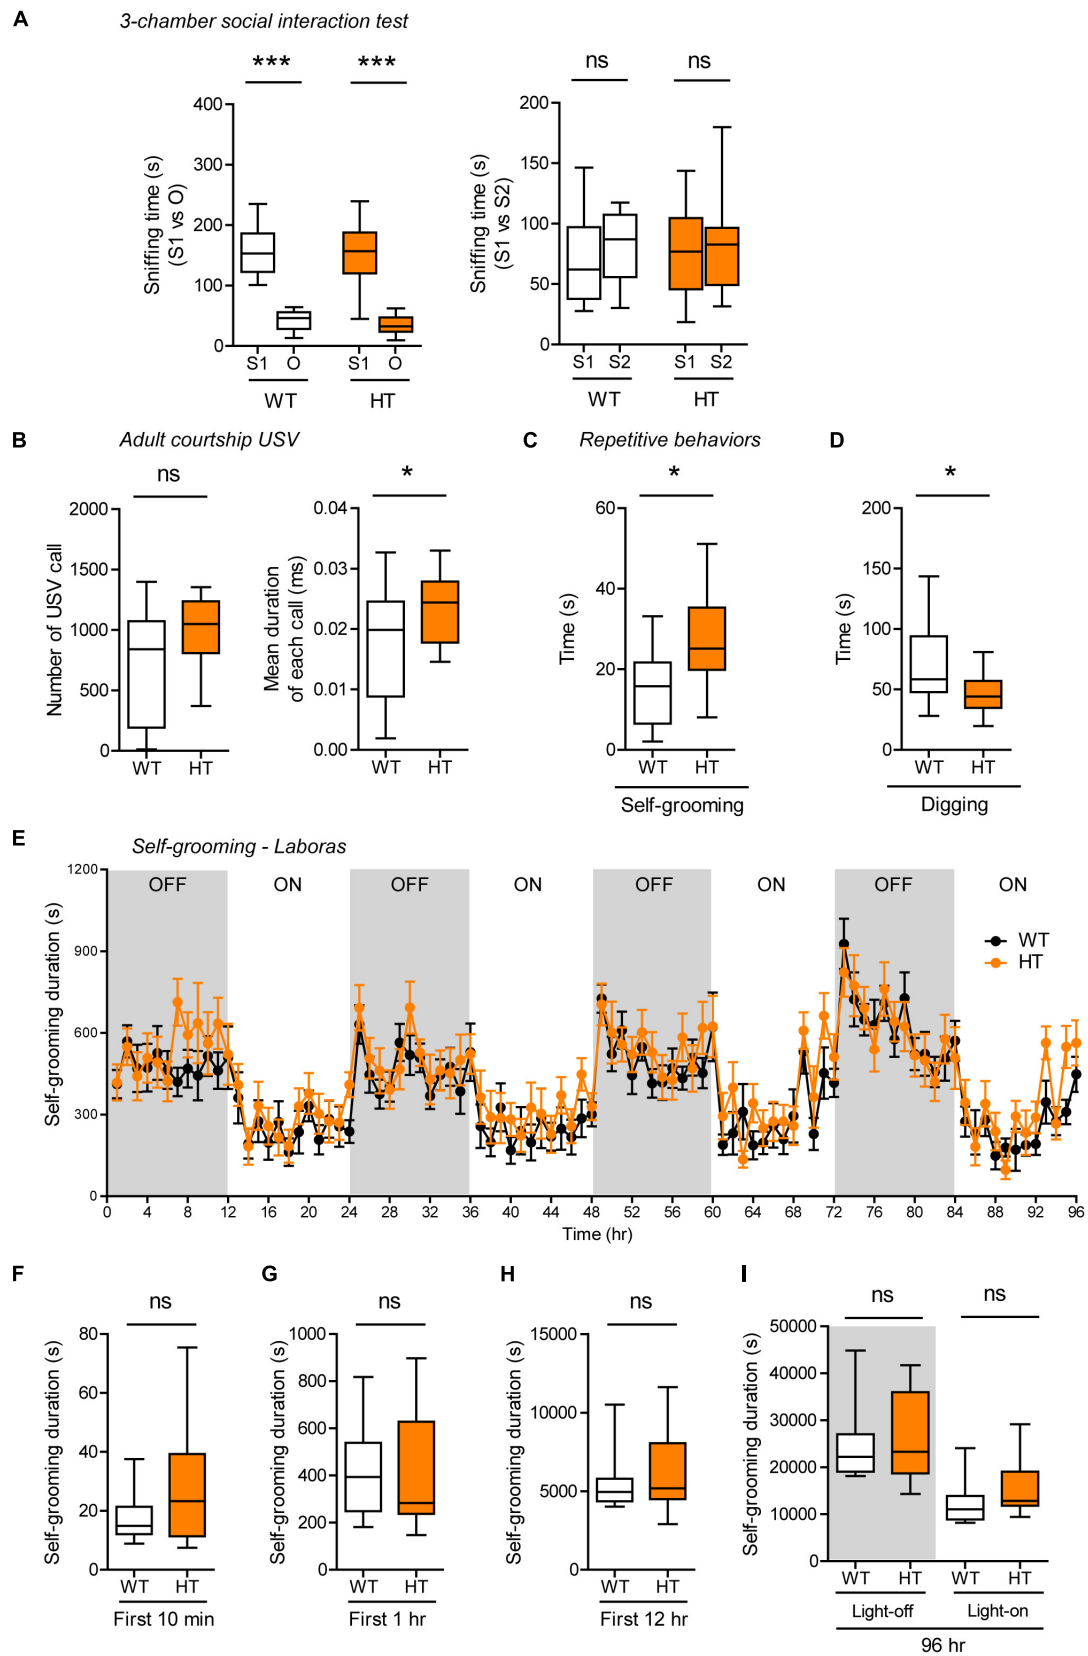 A 3-chamber social interaction test
*** *** ns ns
400
300
200
100
0
Sniffing time (s)
(S1 vs O)
S1 O S1 O
WT HT
200
150
100
50
0
Sniffing time (s)
(S1 vs S2)
S1 S2 S1 S2
WT HT
B Adult courtship USV
ns
2000
1500
1000
500
0
Number of USV call
WT HT
*
0.04
0.03
0.02
0.01
0.00
Mean duration
of each call (ms)
WT HT
C Repetitive behaviors
*
60
40
20
0
Time (s)
WT HT
Self-grooming
D
*
200
150
100
50
0
Time (s)
WT HT
Digging
E Self-grooming - Laboras
1200
900
600
300
0
Self-grooming duration (s)
OFF ON OFF ON OFF ON OFF ON
WT
HT
0 4 8 12 16 20 24 28 32 36 40 44 48 52 56 60 64 68 72 76 80 84 88 92 96
Time (hr)
F
ns
80
60
40
20
0
Self-grooming duration (s)
WT HT
First 10 min
G
ns
1000
800
600
400
200
0
Self-grooming duration (s)
WT HT
First 1 hr
H
ns
15000
10000
5000
0
Self-grooming duration (s)
WT HT
First 12 hr
I
ns ns
50000
40000
30000
20000
10000
0
Self-grooming duration (s)
WT HT WT HT
Light-off Light-on
96 hr